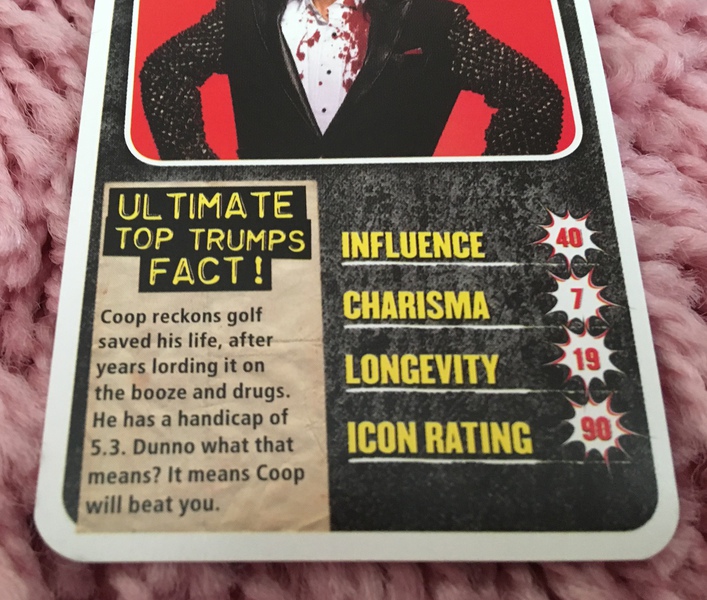 ULTIMATE
TOP TRUMPS
FACT!
Coop reckons golf
saved his life, after
years lording it on
the booze and drugs.
He has a handicap of
5.3. Dunno what that
means? It means Coop
will beat you.
INFLUENCE 40
CHARISMA 7
LONGEVITY 19
ICON RATING 90